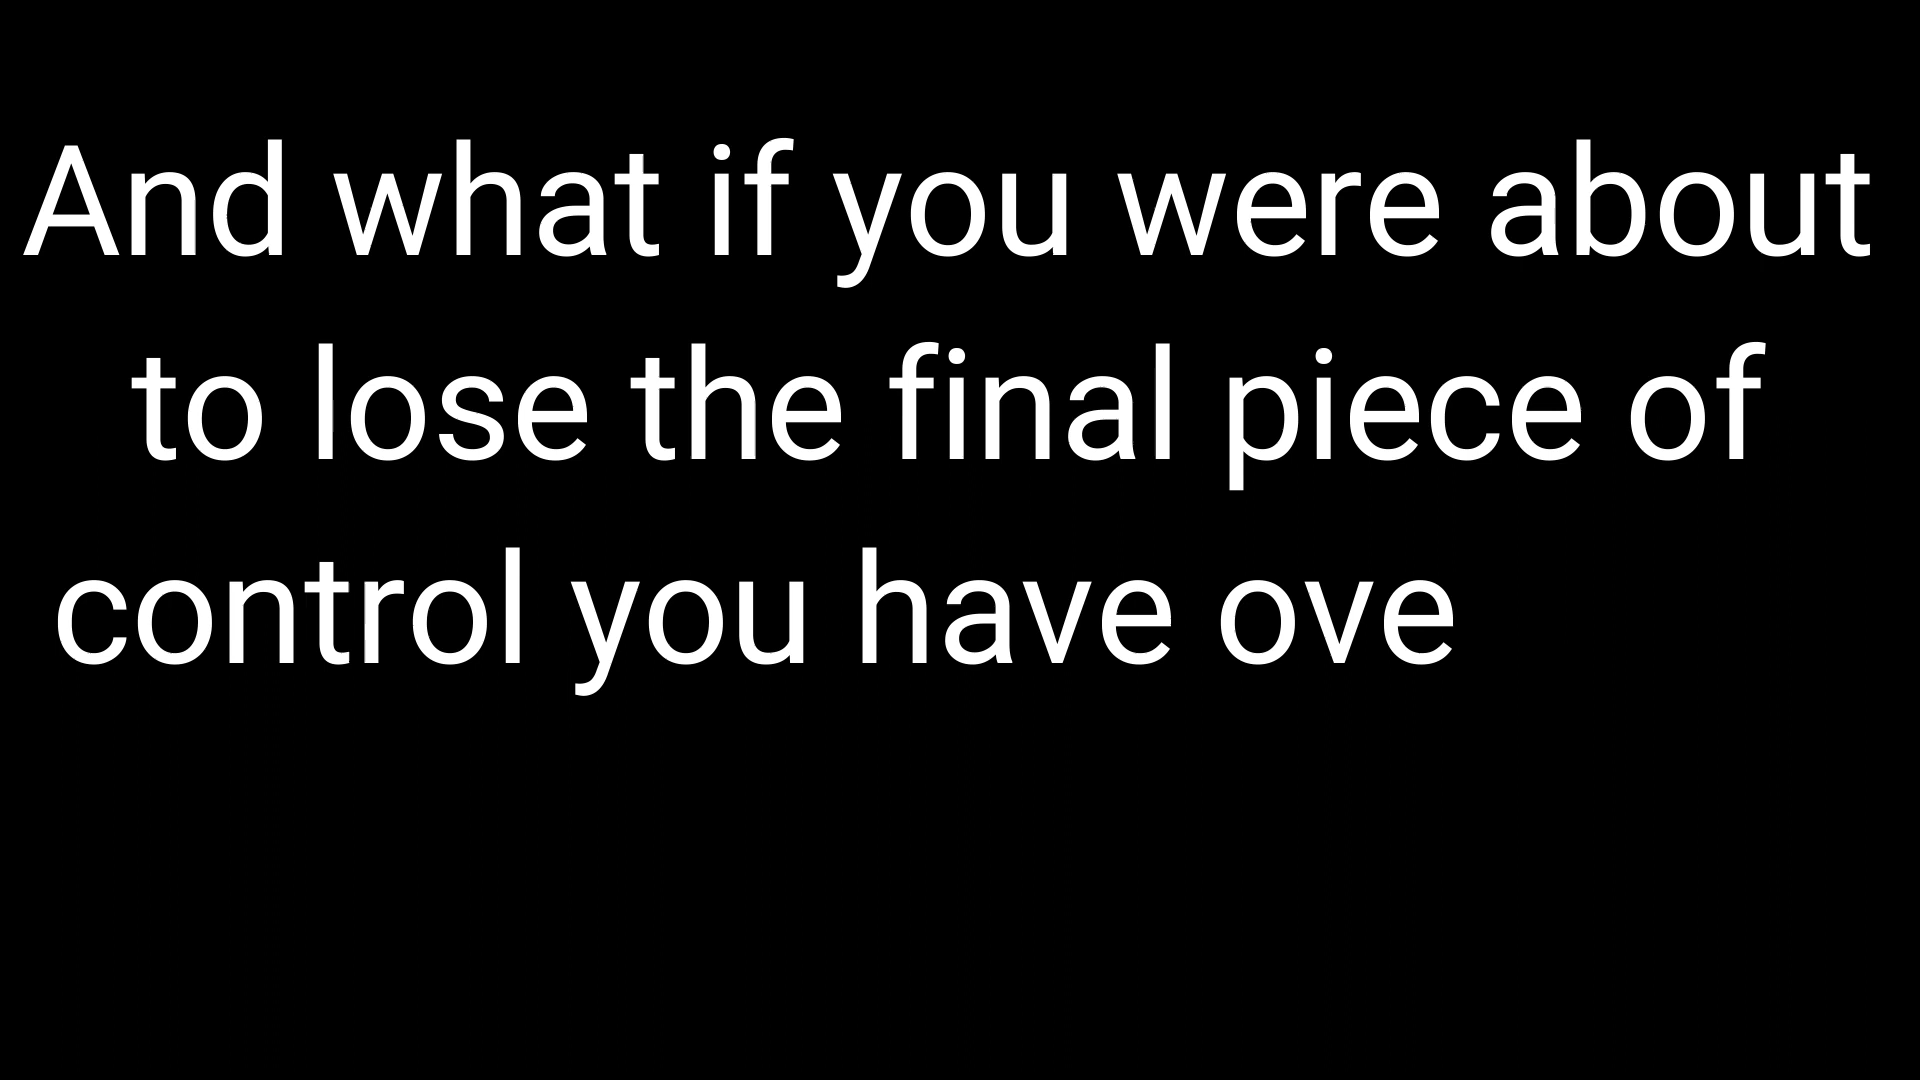 And what if you were about
to lose the final piece of
control you have ove